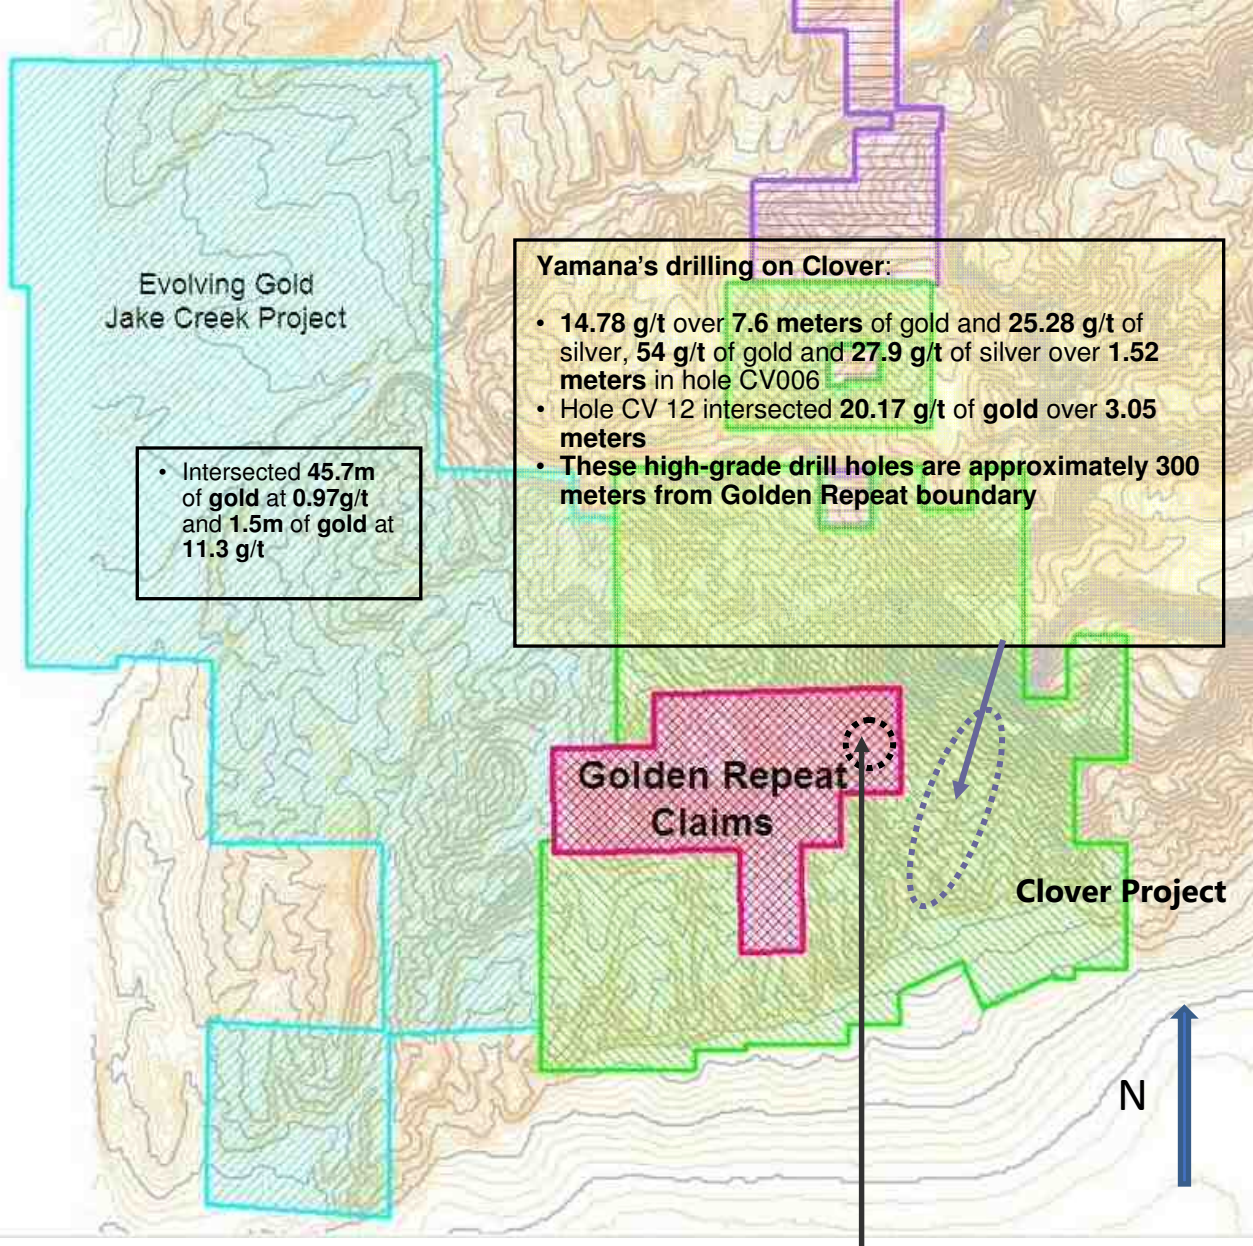 Evolving Gold
Jake Creek Project
Yamana's drilling on Clover:
• 14.78 g/t over 7.6 meters of gold and 25.28 g/t of
silver, 54 g/t of gold and 27.9 g/t of silver over 1.52
meters in hole CV006
• Hole CV 12 intersected 20.17 g/t of gold over 3.05
meters
• These high-grade drill holes are approximately 300
meters from Golden Repeat boundary
• Intersected 45.7m
of gold at 0.97g/t
and 1.5m of gold at
11.3 g/t
Golden Repeat
Claims
Clover Project
N